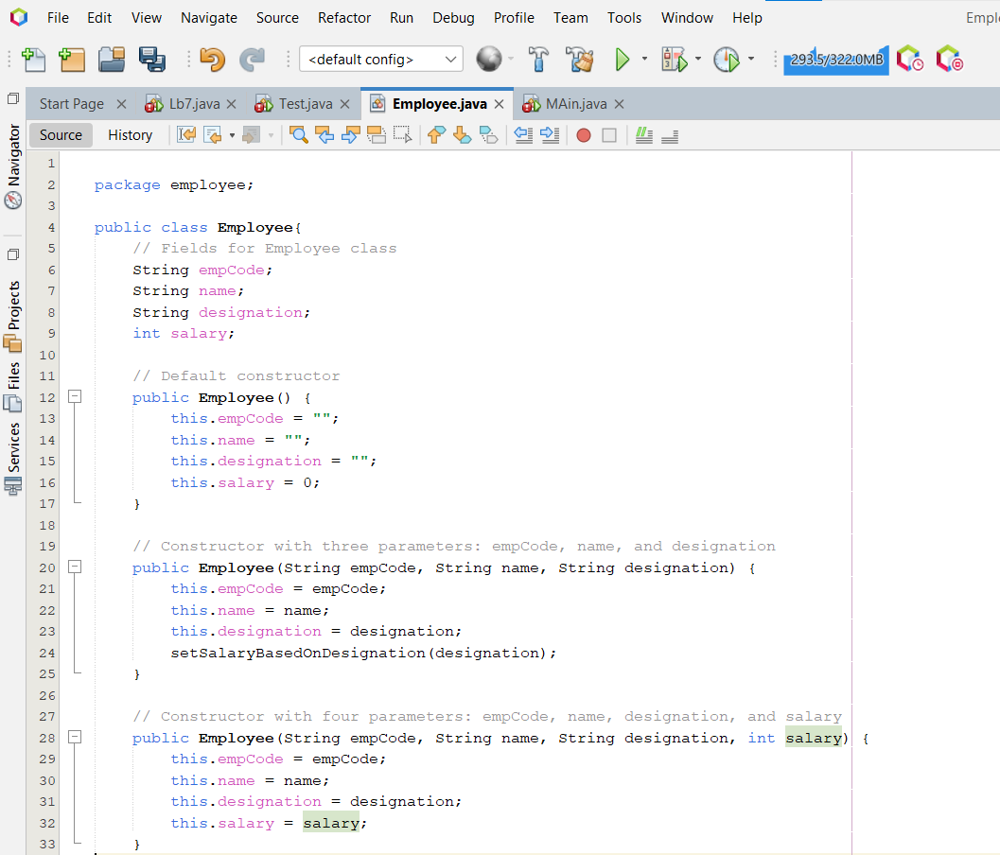 File Edit View Navigate Source Refactor Run Debug Profile Team Tools Window Help Emplo
<default config> 293.5/322.0MB
Start Page Lb7.java Test.java Employee.java MAin.java
Source History
Navigator
Projects
Files
Services
1
2 package employee;
3
4 public class Employee{
5 // Fields for Employee class
6 String empCode;
7 String name;
8 String designation;
9 int salary;
10
11 // Default constructor
12 public Employee() {
13 this.empCode = "";
14 this.name = "";
15 this.designation = "";
16 this.salary = 0;
17 }
18
19 // Constructor with three parameters: empCode, name, and designation
20 public Employee(String empCode, String name, String designation) {
21 this.empCode = empCode;
22 this.name = name;
23 this.designation = designation;
24 setSalaryBasedOnDesignation(designation);
25 }
26
27 // Constructor with four parameters: empCode, name, designation, and salary
28 public Employee(String empCode, String name, String designation, int salary) {
29 this.empCode = empCode;
30 this.name = name;
31 this.designation = designation;
32 this.salary = salary;
33 }